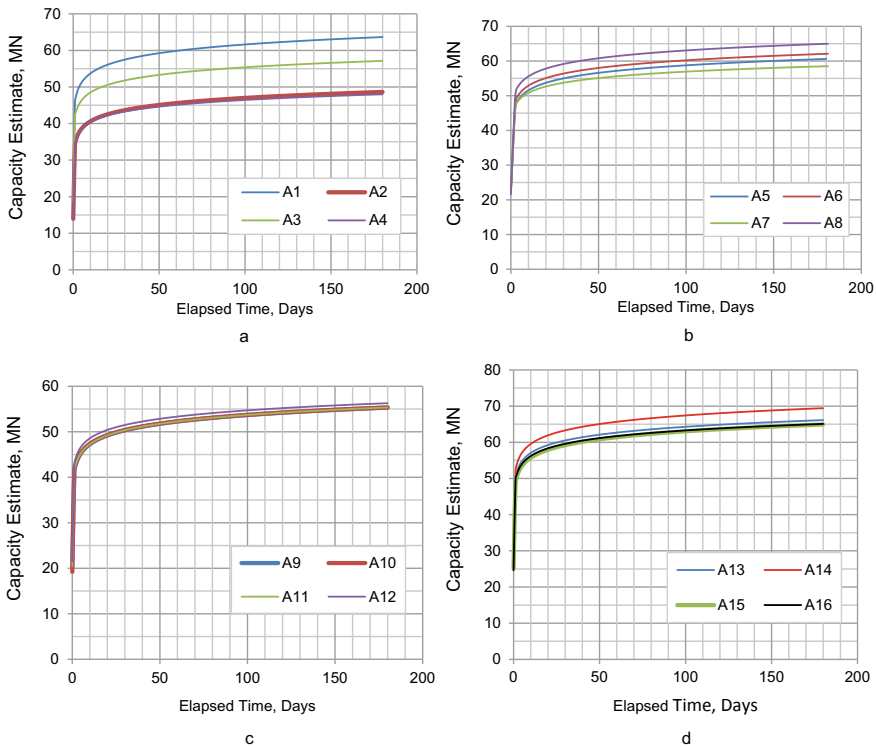 Capacity Estimate, MN
70
60
50
40
30
20
10
0
A1 A2
A3 A4
0 50 100 150 200
Elapsed Time, Days
a
Capacity Estimate, MN
70
60
50
40
30
20
10
0
A5 A6
A7 A8
0 50 100 150 200
Elapsed Time, Days
b
Capacity Estimate, MN
60
50
40
30
20
10
0
A9 A10
A11 A12
0 50 100 150 200
Elapsed Time, Days
c
Capacity Estimate, MN
80
70
60
50
40
30
20
10
0
A13 A14
A15 A16
0 50 100 150 200
Elapsed Time, Days
d